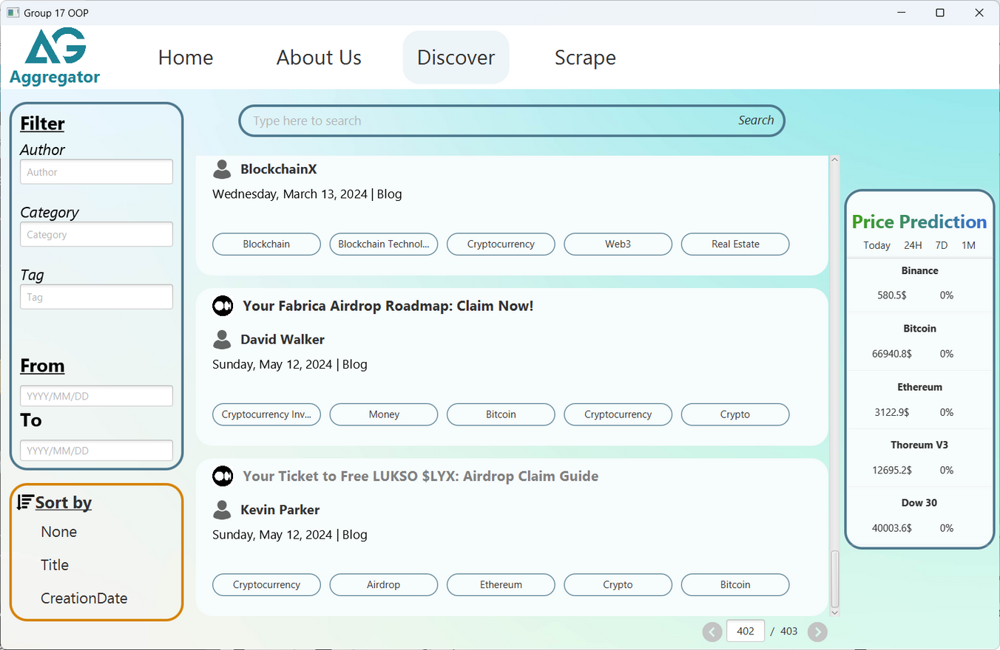 Group 17 OOP
AG
Aggregator
Home
About Us
Discover
Scrape
Filter
Author
Author
Category
Category
Tag
Tag
From
YYYY/MM/DD
To
YYYY/MM/DD
Sort by
None
Title
CreationDate
Type here to search
Search
BlockchainX
Wednesday, March 13, 2024 | Blog
Blockchain
Blockchain Technol...
Cryptocurrency
Web3
Real Estate
Your Fabrica Airdrop Roadmap: Claim Now!
David Walker
Sunday, May 12, 2024 | Blog
Cryptocurrency Inv...
Money
Bitcoin
Cryptocurrency
Crypto
Your Ticket to Free LUKSO $LYX: Airdrop Claim Guide
Kevin Parker
Sunday, May 12, 2024 | Blog
Cryptocurrency
Airdrop
Ethereum
Crypto
Bitcoin
402 / 403
Price Prediction
Today 24H 7D 1M
Binance
580.5$ 0%
Bitcoin
66940.8$ 0%
Ethereum
3122.9$ 0%
Thoreum V3
12695.2$ 0%
Dow 30
40003.6$ 0%